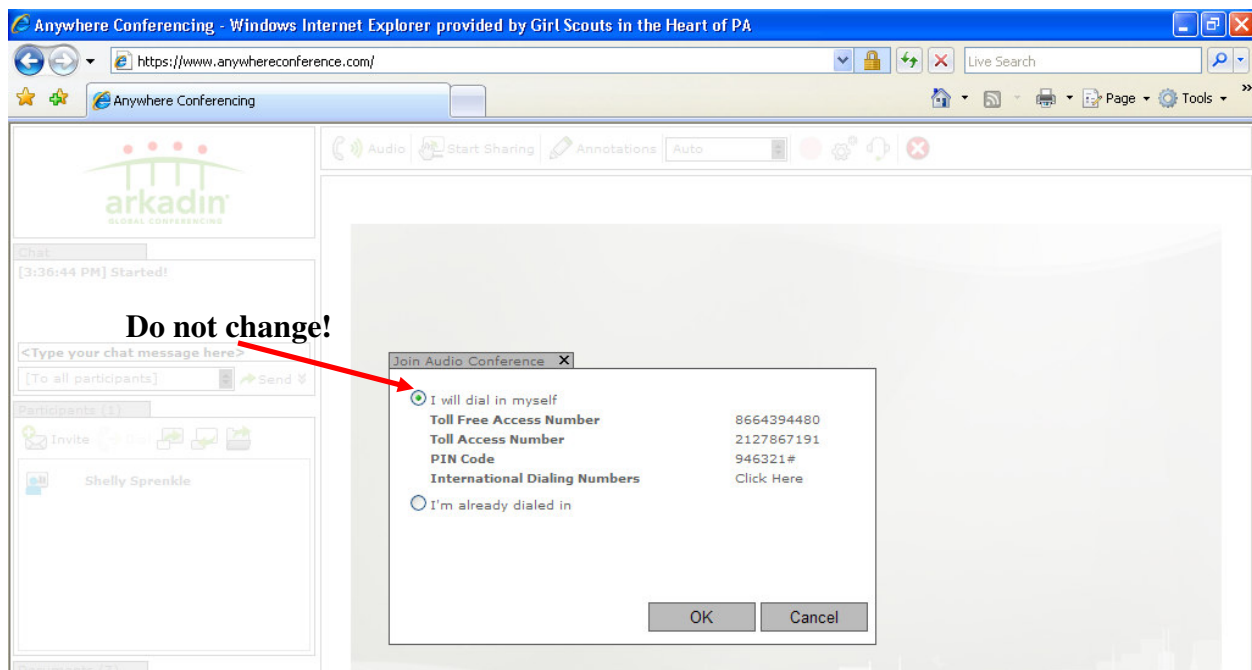 Anywhere Conferencing - Windows Internet Explorer provided by Girl Scouts in the Heart of PA
https://www.anywhereconference.com/
Live Search
Anywhere Conferencing
Page
Tools
Audio
Start Sharing
Annotations
Auto
arkadin
GLOBAL CONFERENCING
Chat
[3:36:44 PM] Started!
Do not change!
<Type your chat message here>
[To all participants]
Send
Participants (1)
Invite
Shelly Sprenkle
Join Audio Conference X
I will dial in myself
Toll Free Access Number 8664394480
Toll Access Number 2127867191
PIN Code 946321#
International Dialing Numbers Click Here
I'm already dialed in
OK Cancel